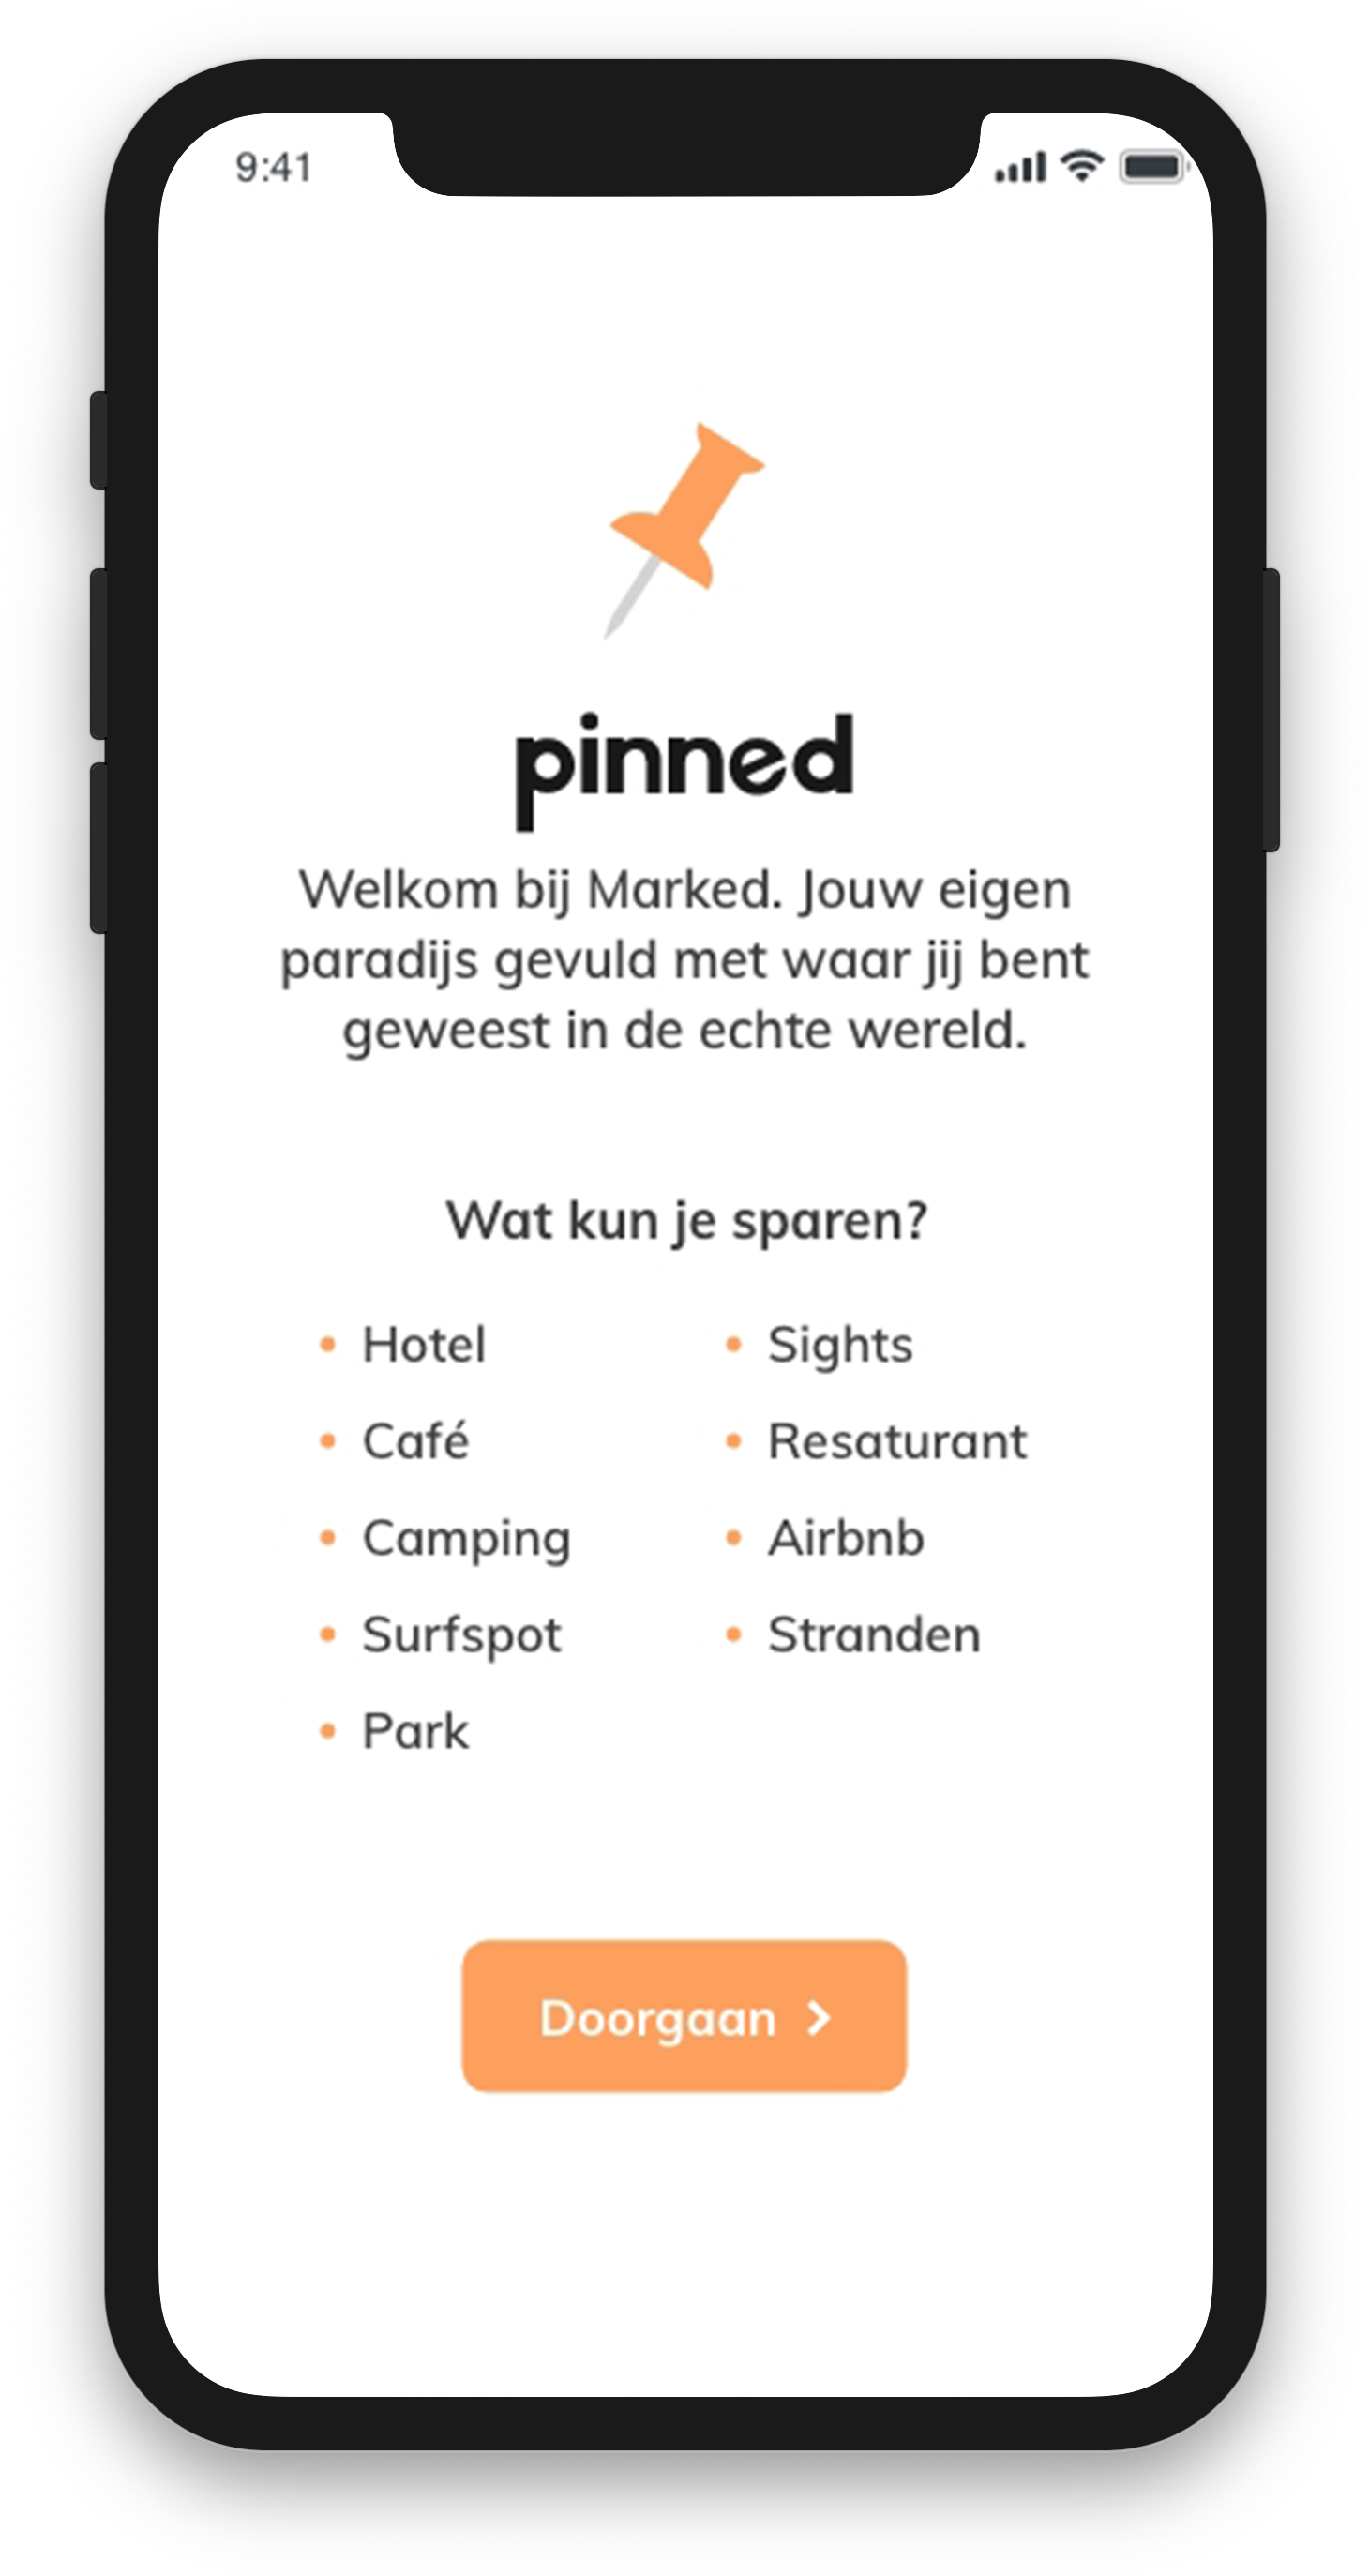 9:41
pinned
Welkom bij Marked. Jouw eigen
paradijs gevuld met waar jij bent
geweest in de echte wereld.
Wat kun je sparen?
Hotel
Café
Camping
Surfspot
Park
Sights
Resaturant
Airbnb
Stranden
Doorgaan